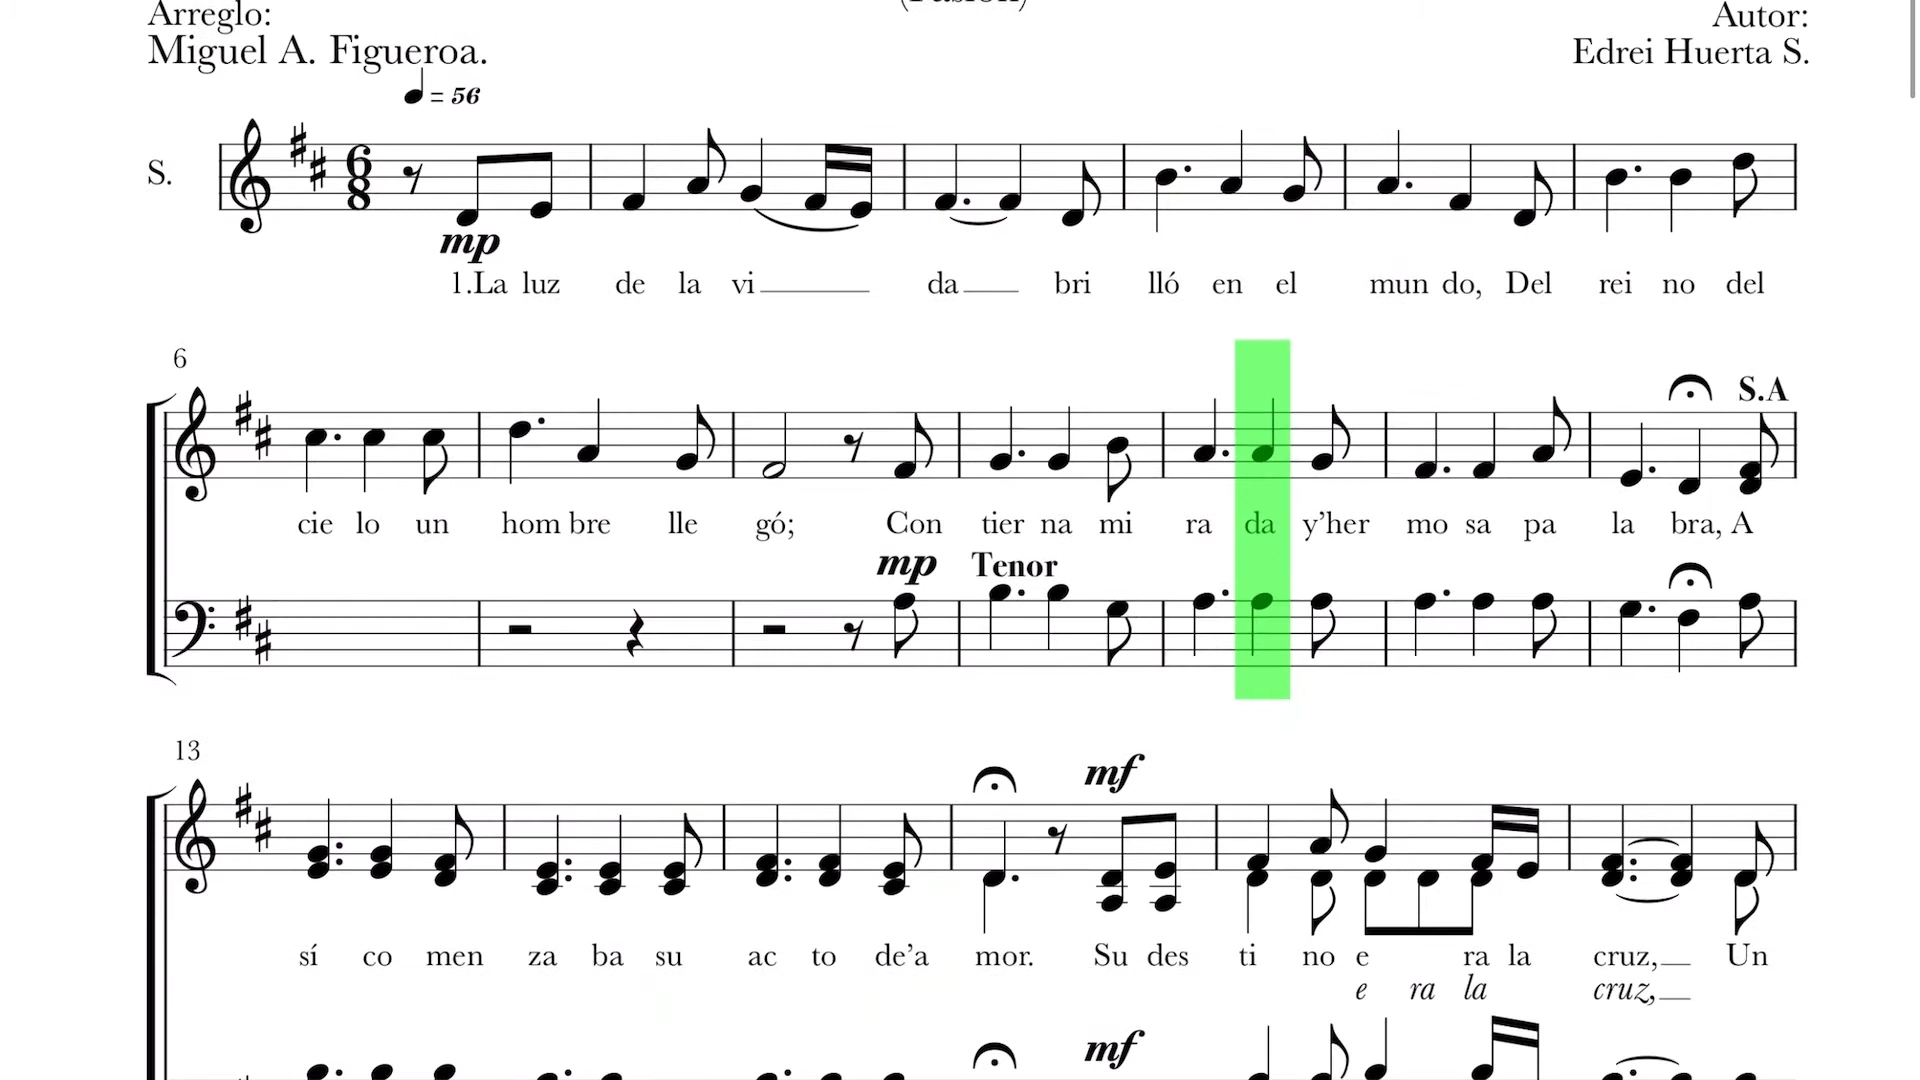 Arreglo:
Autor:
Miguel A. Figueroa.
Edrei Huerta S.
= 56
S.
6
8
mp
1.La luz de la vi da bri lló en el mun do, Del rei no del
6
S.A
cie lo un hom bre lle gó; Con tier na mi ra da y’her mo sa pa la bra, A
mp Tenor
13
mf
sí co men za ba su ac to de’a mor. Su des ti no e ra la cruz, Un
e ra la cruz,
mf